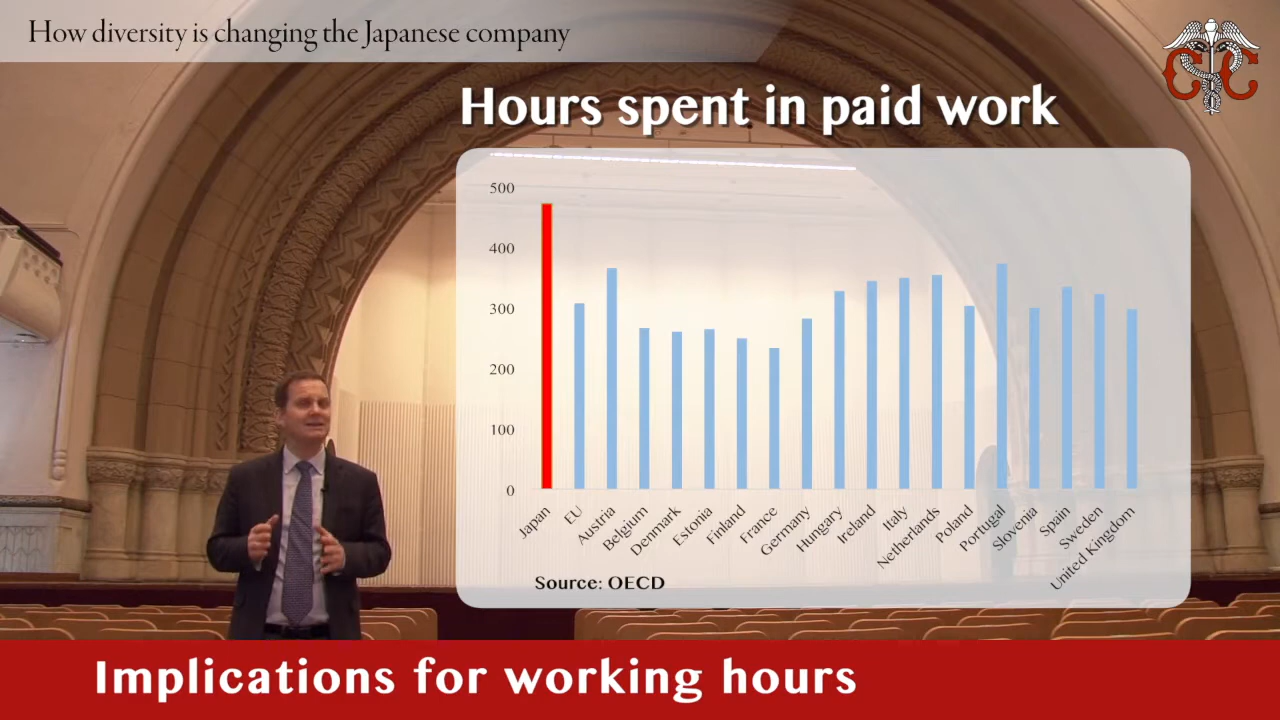 How diversity is changing the Japanese company
CC
Hours spent in paid work
500
400
300
200
100
0
Japan
EU
Austria
Belgium
Denmark
Estonia
Finland
France
Germany
Hungary
Ireland
Italy
Netherlands
Poland
Portugal
Slovenia
Spain
Sweden
United Kingdom
Source: OECD
Implications for working hours